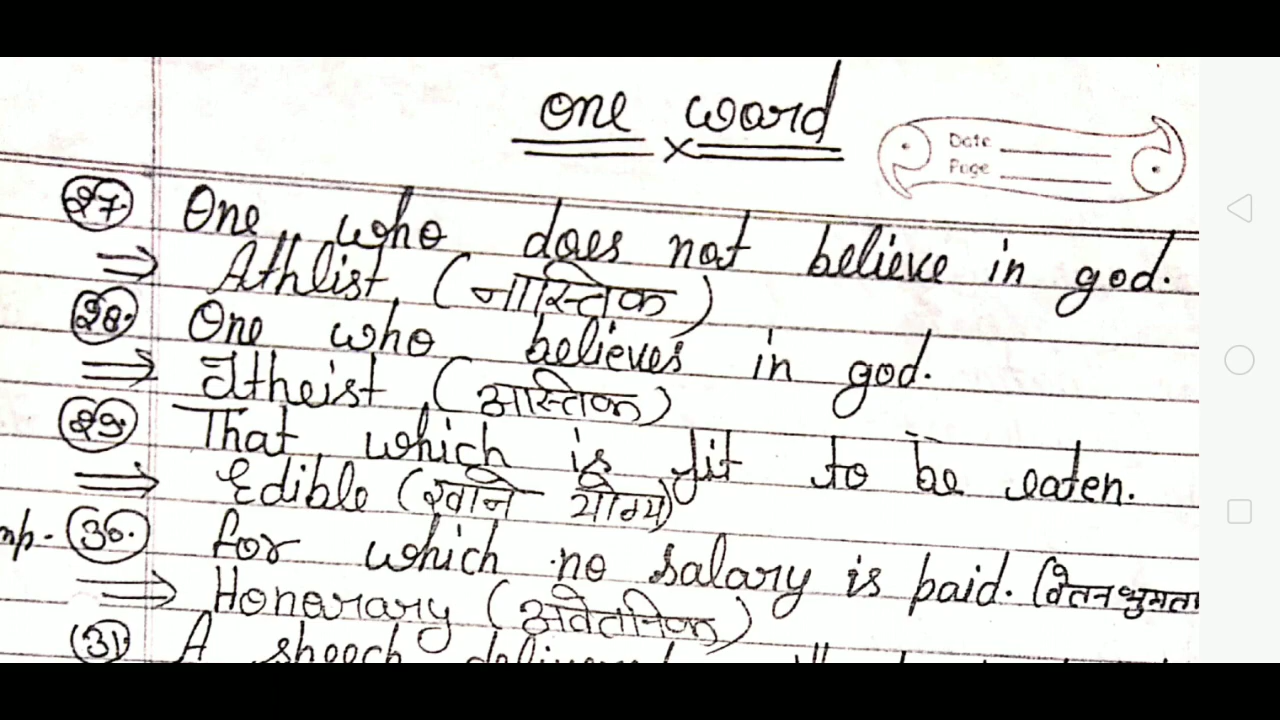 One word
Date
Page
27. One who does not believe in god.
⇒ Athlist (नास्तिक)
28. One who believes in god.
⇒ Atheist (आस्तिक)
29. That which is fit to be eaten.
⇒ Edible (खाने योग्य)
30. for which no salary is paid.
⇒ Honorary (अवैतनिक)
31 A speech